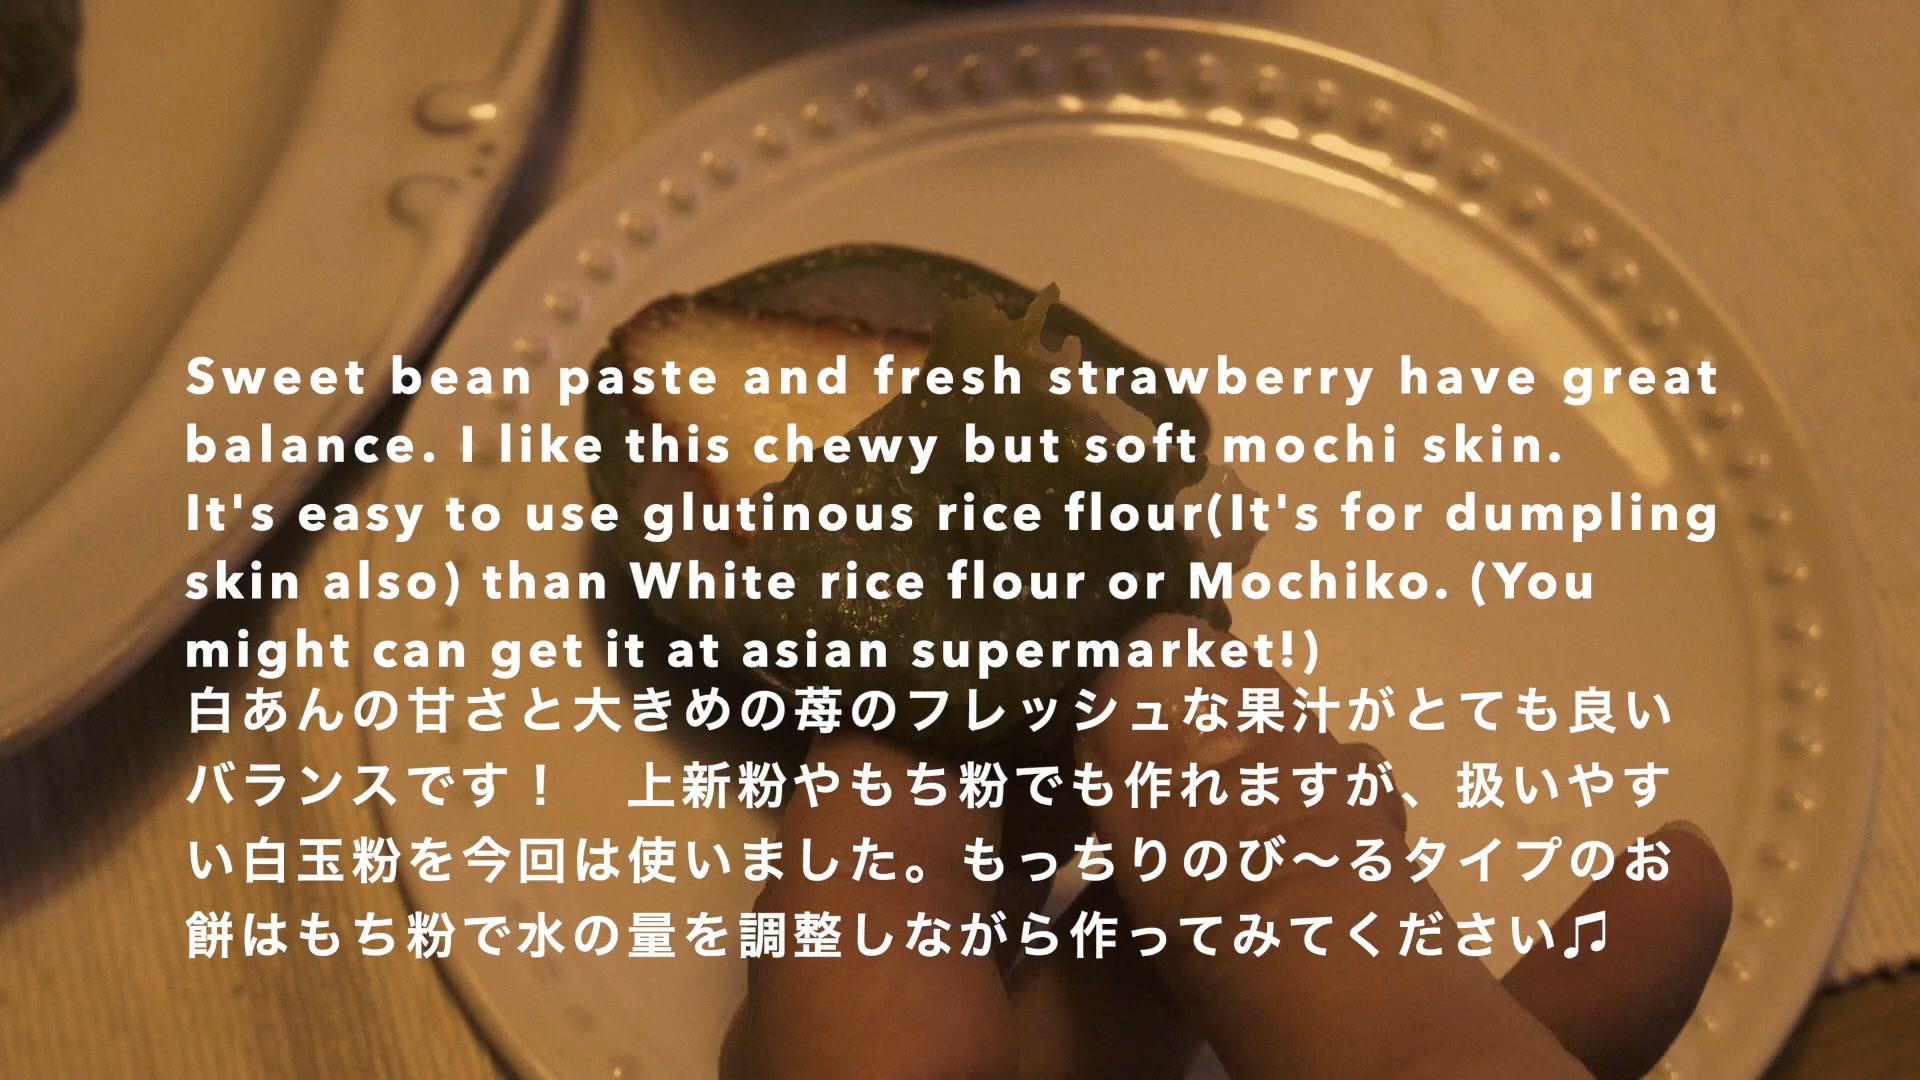 Sweet bean paste and fresh strawberry have great
balance. I like this chewy but soft mochi skin.
It's easy to use glutinous rice flour(It's for dumpling
skin also) than White rice flour or Mochiko. (You
might can get it at asian supermarket!)
白あんの甘さと大きめの苺のフレッシュな果汁がとても良い
バランスです！　上新粉やもち粉でも作れますが、扱いやす
い白玉粉を今回は使いました。もっちりのび〜るタイプのお
餅はもち粉で水の量を調整しながら作ってみてください♫